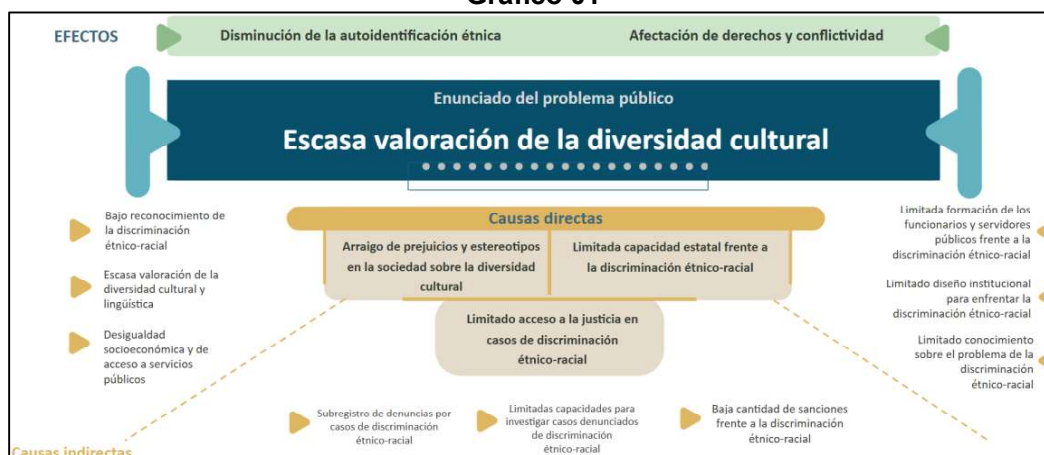 Gráfico 01
EFECTOS
Disminución de la autoidentificación étnica
Afectación de derechos y conflictividad
Enunciado del problema público
Escasa valoración de la diversidad cultural
Causas directas
Arraigo de prejuicios y estereotipos
en la sociedad sobre la diversidad
cultural
Limitada capacidad estatal frente a
la discriminación étnico-racial
Limitado acceso a la justicia en
casos de discriminación
étnico-racial
Bajo reconocimiento de
la discriminación
étnico-racial
Escasa valoración de la
diversidad cultural y
lingüística
Desigualdad
socioeconómica y de
acceso a servicios
públicos
Limitada formación de los
funcionarios y servidores
públicos frente a la
discriminación étnico-racial
Limitado diseño institucional
para enfrentar la
discriminación étnico-racial
Limitado conocimiento
sobre el problema de la
discriminación
étnico-racial
Subregistro de denuncias por
casos de discriminación
étnico-racial
Limitadas capacidades para
investigar casos denunciados
de discriminación
étnico-racial
Baja cantidad de sanciones
frente a la discriminación
étnico-racial
Causas indirectas